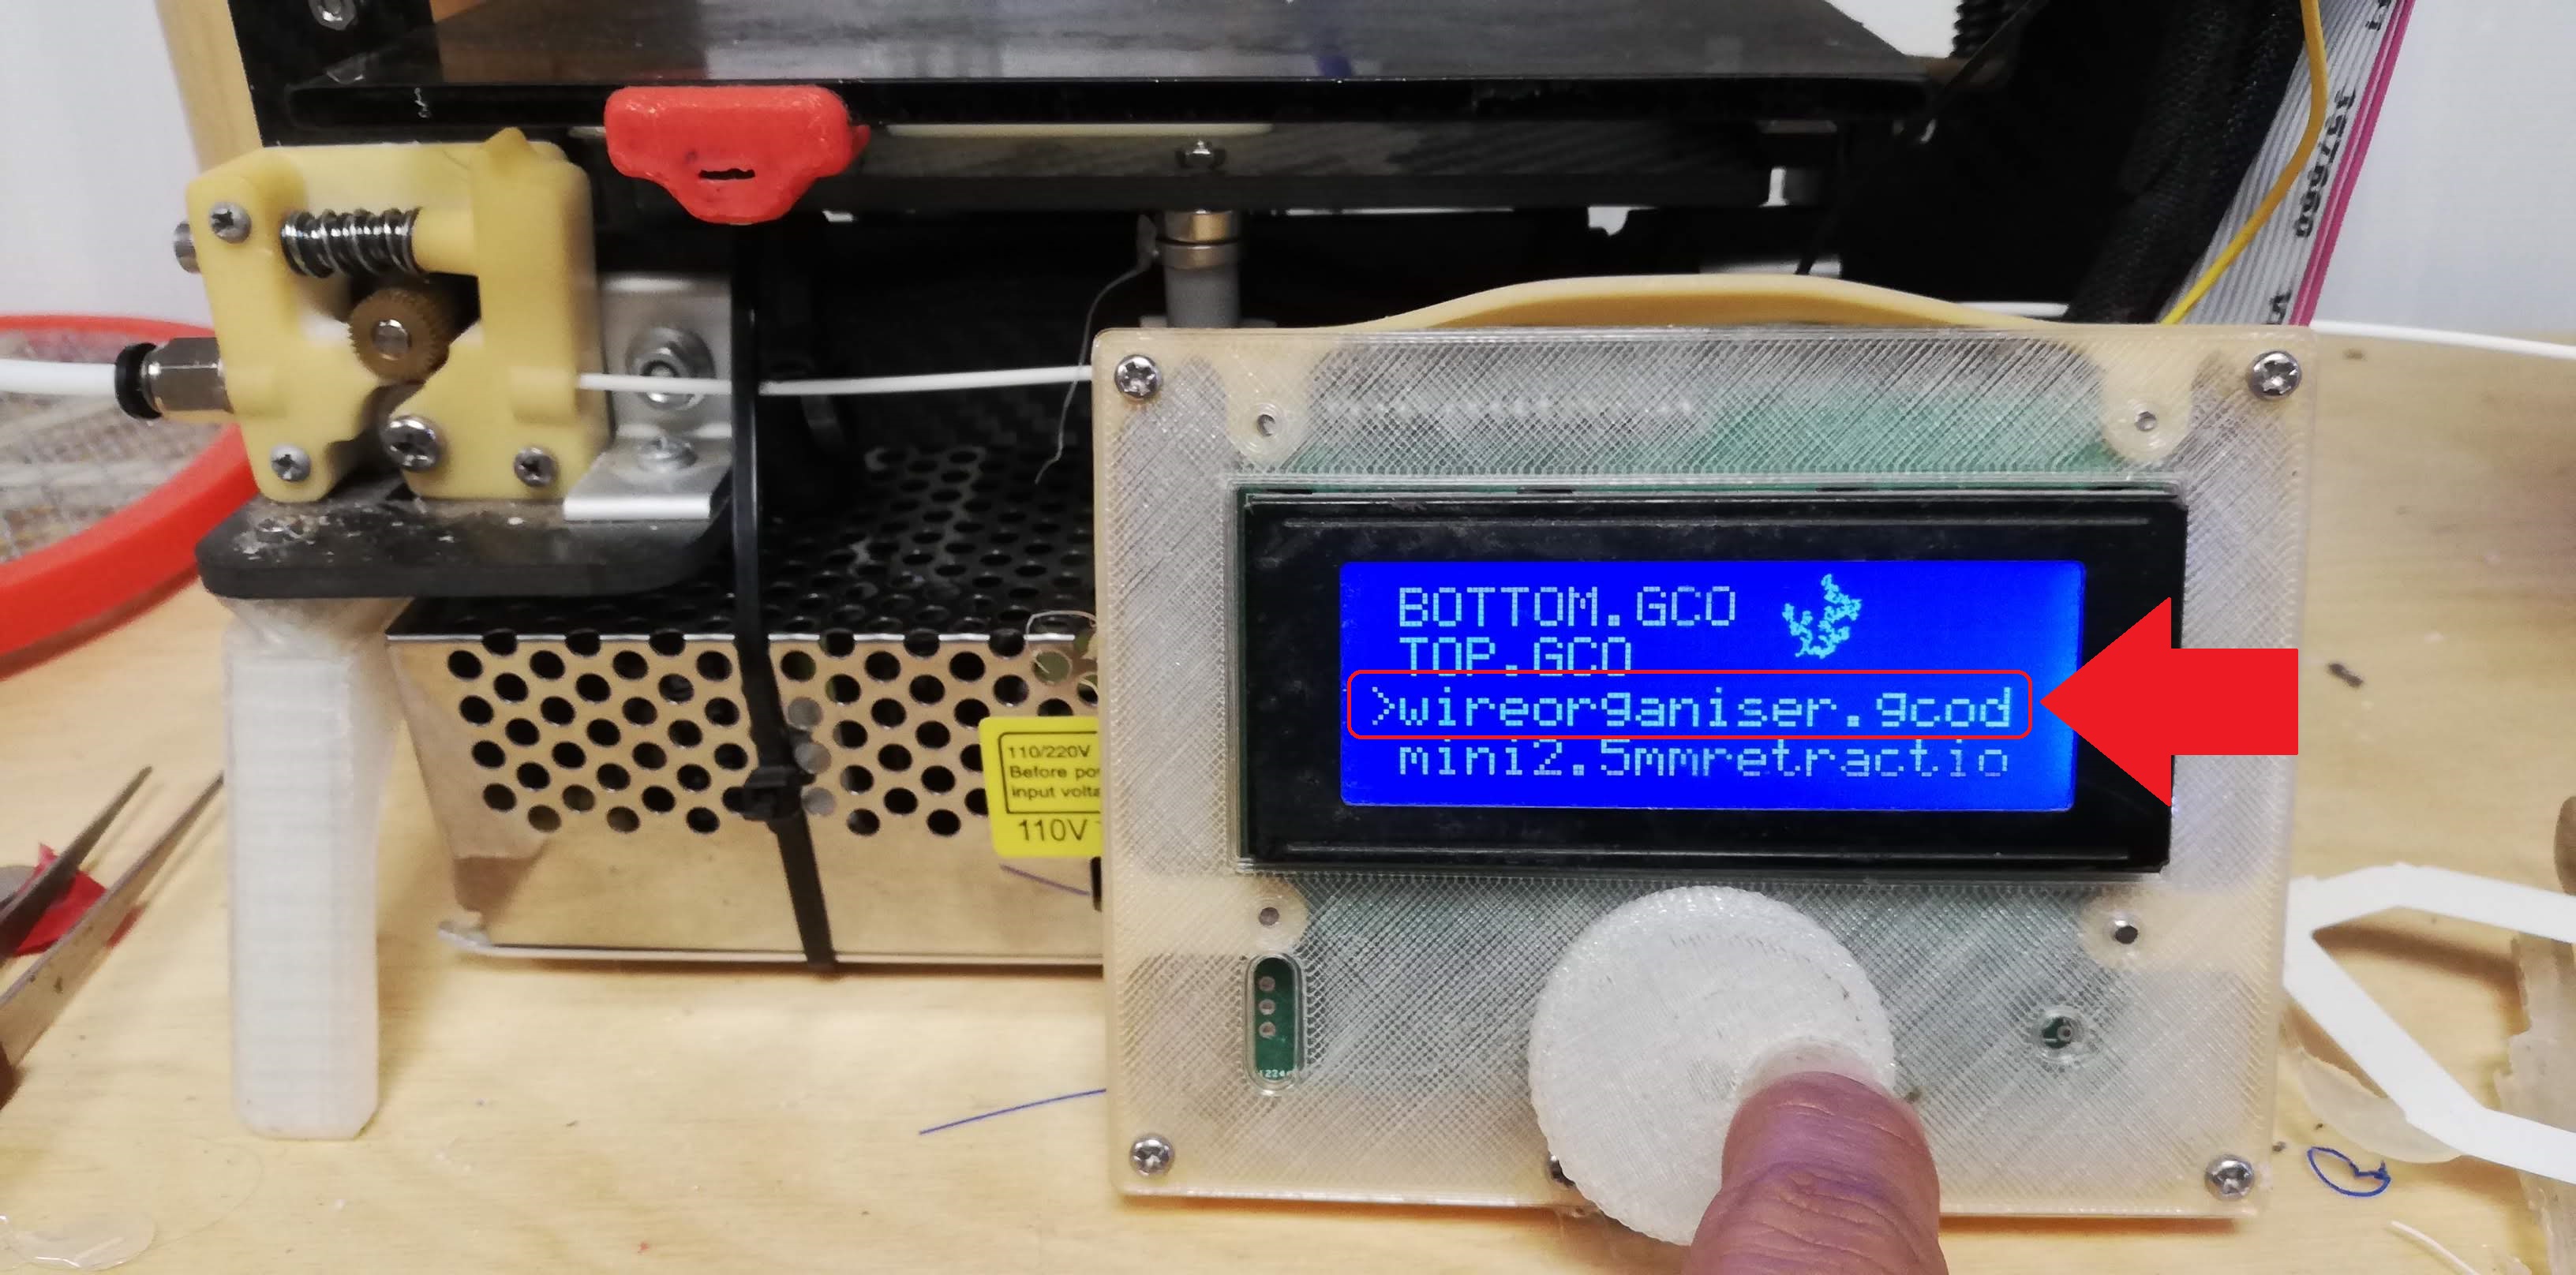 BOTTOM.GCO
TOP.GCO
>wireorganiser.gcod
mini2.5mmretractio
110/220V
Before po
input volta
110V